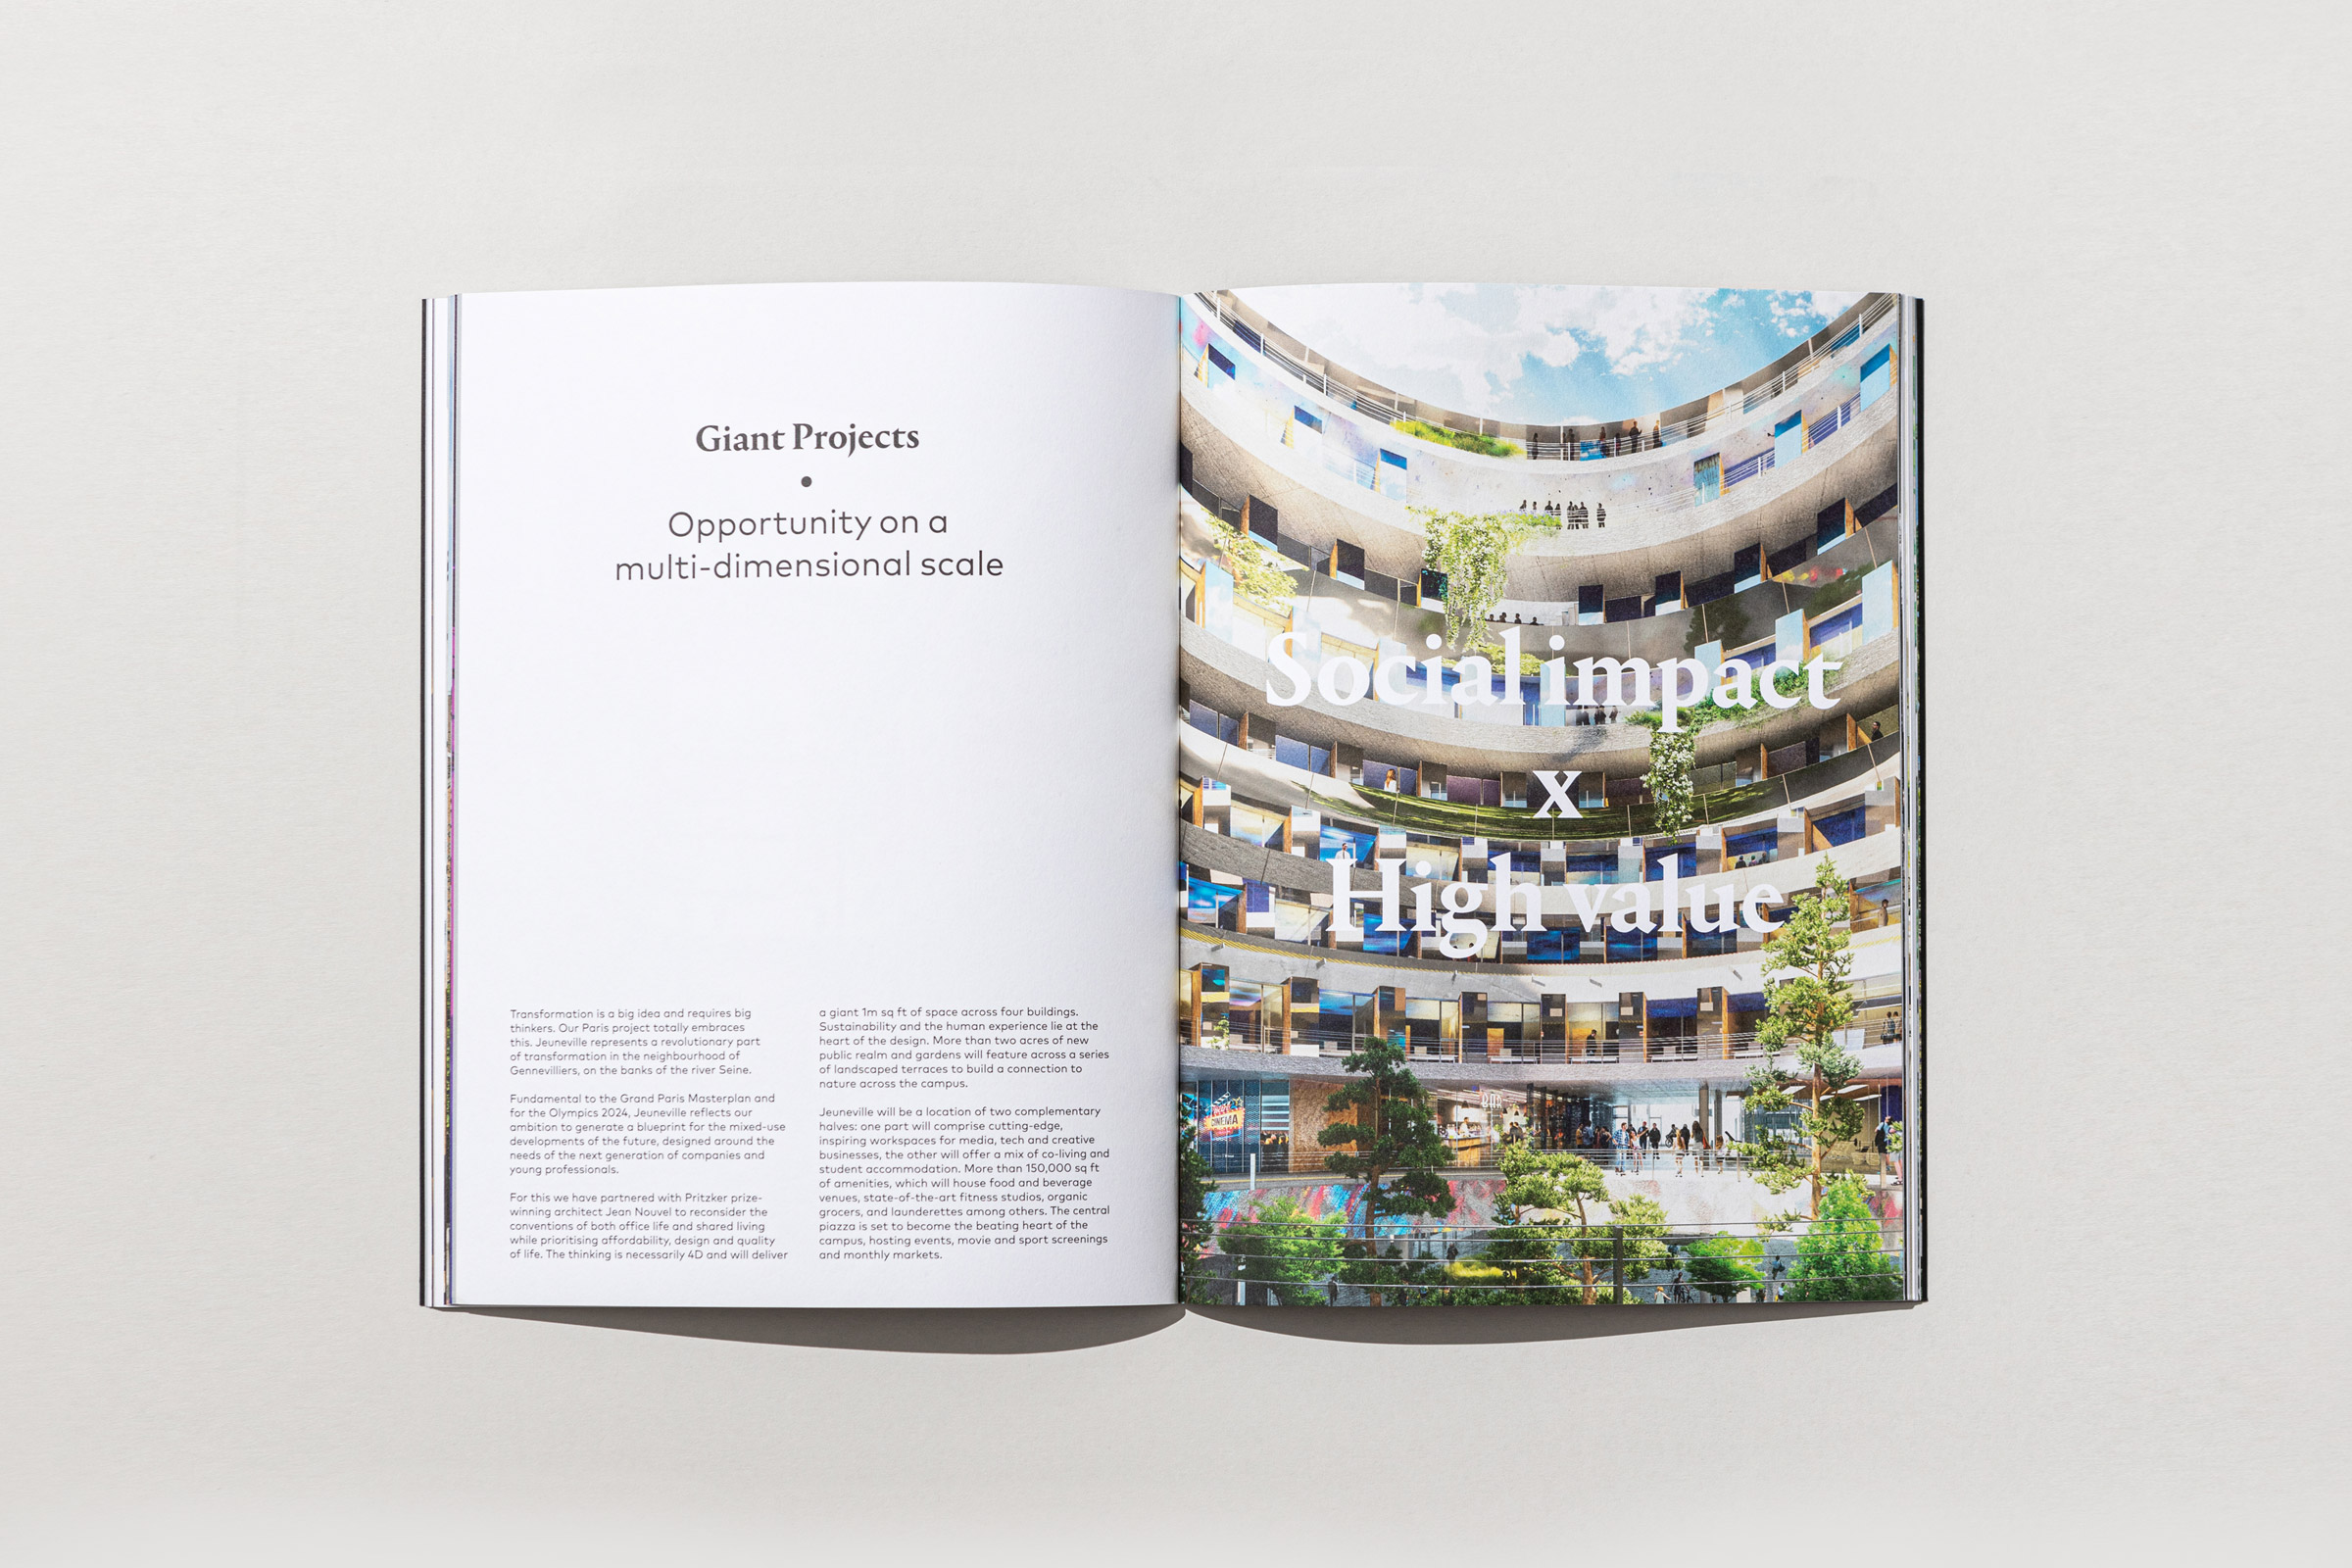 Giant Projects
•
Opportunity on a
multi-dimensional scale
Transformation is a big idea and requires big
thinkers. Our Paris project totally embraces
this. Jeuneville represents a revolutionary part
of transformation in the neighbourhood of
Gennevilliers, on the banks of the river Seine.
Fundamental to the Grand Paris Masterplan and
for the Olympics 2024, Jeuneville reflects our
ambition to generate a blueprint for the mixed-use
developments of the future, designed around the
needs of the next generation of companies and
young professionals.
For this we have partnered with Pritzker prize-
winning architect Jean Nouvel to reconsider the
conventions of both office life and shared living
while prioritising affordability, design and quality
of life. The thinking is necessarily 4D and will deliver
a giant 1m sq ft of space across four buildings.
Sustainability and the human experience lie at the
heart of the design. More than two acres of new
public realm and gardens will feature across a series
of landscaped terraces to build a connection to
nature across the campus.
Jeuneville will be a location of two complementary
halves: one part will comprise cutting-edge,
inspiring workspaces for media, tech and creative
businesses, the other will offer a mix of co-living and
student accommodation. More than 150,000 sq ft
of amenities, which will house food and beverage
venues, state-of-the-art fitness studios, organic
grocers, and launderettes among others. The central
piazza is set to become the beating heart of the
campus, hosting events, movie and sport screenings
and monthly markets.
Social impact
x
High value
CINEMA